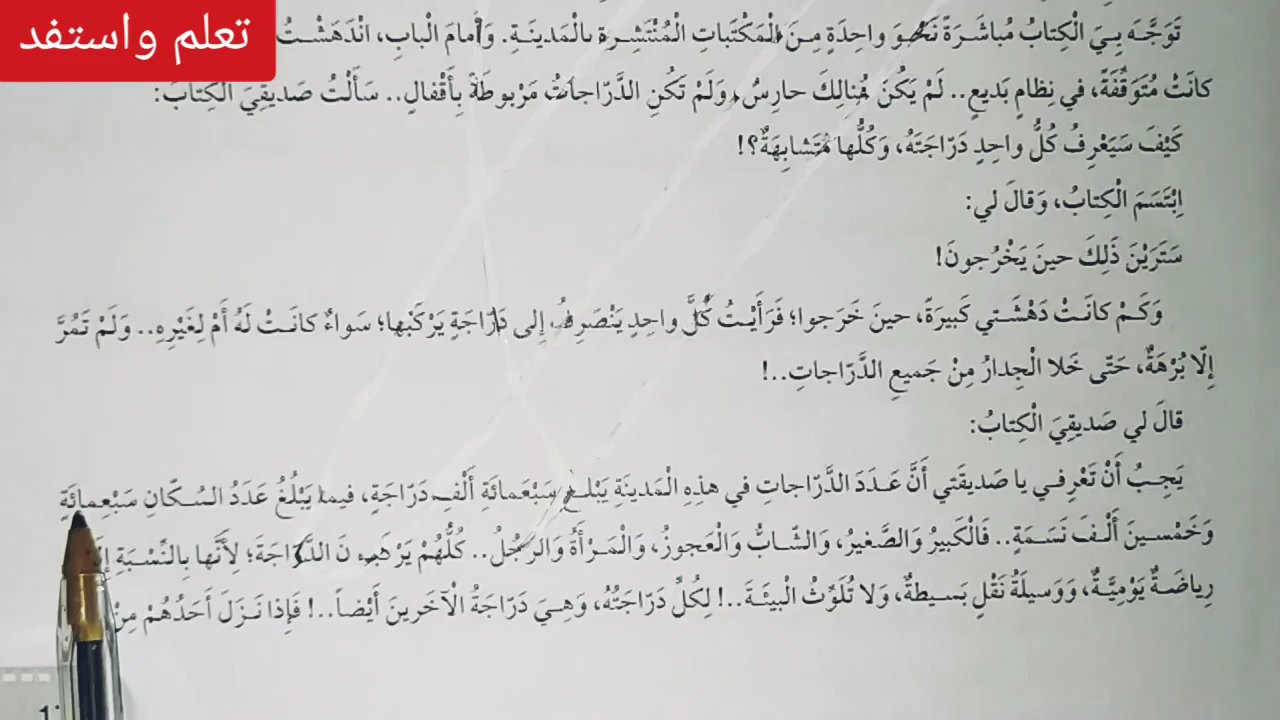 تعلم واستفد
تَوَجَّهَ بِيَ الْكِتابُ مُباشَرَةً نَحْوَ واحِدَةٍ مِنَ الْمَكْتَباتِ الْمُنْتَشِرةِ بالْمَدينَةِ. وَأَمامَ الْبابِ، انْدَهَشْتُ
كانَتْ مُتَوَقِّفَةً، في نِظامٍ بَديعٍ.. لَمْ يَكُنْ هُنالِكَ حارِسٌ، وَلَمْ تَكُنِ الدَّرّاجاتُ مَرْبوطَةً بِأَقْفالٍ.. سَأَلْتُ صَديقِيَ الْكِتابَ:
كَيْفَ سَيَعْرِفُ كُلُّ واحِدٍ دَرّاجَتَهُ، وَكُلُّها مُتَشابِهَةٌ؟!
اِبْتَسَمَ الْكِتابُ، وَقالَ لي:
سَتَرَيْنَ ذَلِكَ حينَ يَخْرُجونَ!
وَكَمْ كانَتْ دَهْشَتي كَبيرَةً، حينَ خَرَجوا؛ فَرَأَيْتُ كُلَّ واحِدٍ يَنْصَرِفُ إِلى دَرّاجَةٍ يَرْكَبُها؛ سَواءٌ كانَتْ لَهُ أَمْ لِغَيْرِهِ.. وَلَمْ تَمُرَّ
إِلّا بُرْهَةٌ، حَتّى خَلا الْجِدارُ مِنْ جَميعِ الدَّرّاجاتِ..!
قالَ لي صَديقِيَ الْكِتابُ:
يَجِبُ أَنْ تَعْرِفي يا صَديقَتي أَنَّ عَدَدَ الدَّرّاجاتِ في هذِهِ الْمَدينَةِ يَبْلغُ سَبْعَمائَةِ أَلْفِ دَرّاجَةٍ، فيما يَبْلُغُ عَدَدُ السُّكّانِ سَبْعِمائَةٍ
وَخَمْسينَ أَلْفَ نَسَمَةٍ.. فَالْكَبيرُ وَالصَّغيرُ، وَالشّابُّ وَالْعَجوزُ، وَالْمَرْأَةُ وَالرَّجُلُ.. كُلُّهُمْ يَرْكَبونَ الدَّرّاجَةَ؛ لِأَنَّها بِالنِّسْبَةِ
رِياضَةٌ يَوْمِيَّةٌ، وَوَسيلَةُ نَقْلٍ بَسيطَةٌ، وَلا تُلَوِّثُ الْبيئَةَ..! لِكُلٍّ دَرّاجَتُهُ، وَهِيَ دَرّاجَةُ الْآخَرينَ أَيْضاً..! فَإِذا نَزَلَ أَحَدُهُمْ مِنْ